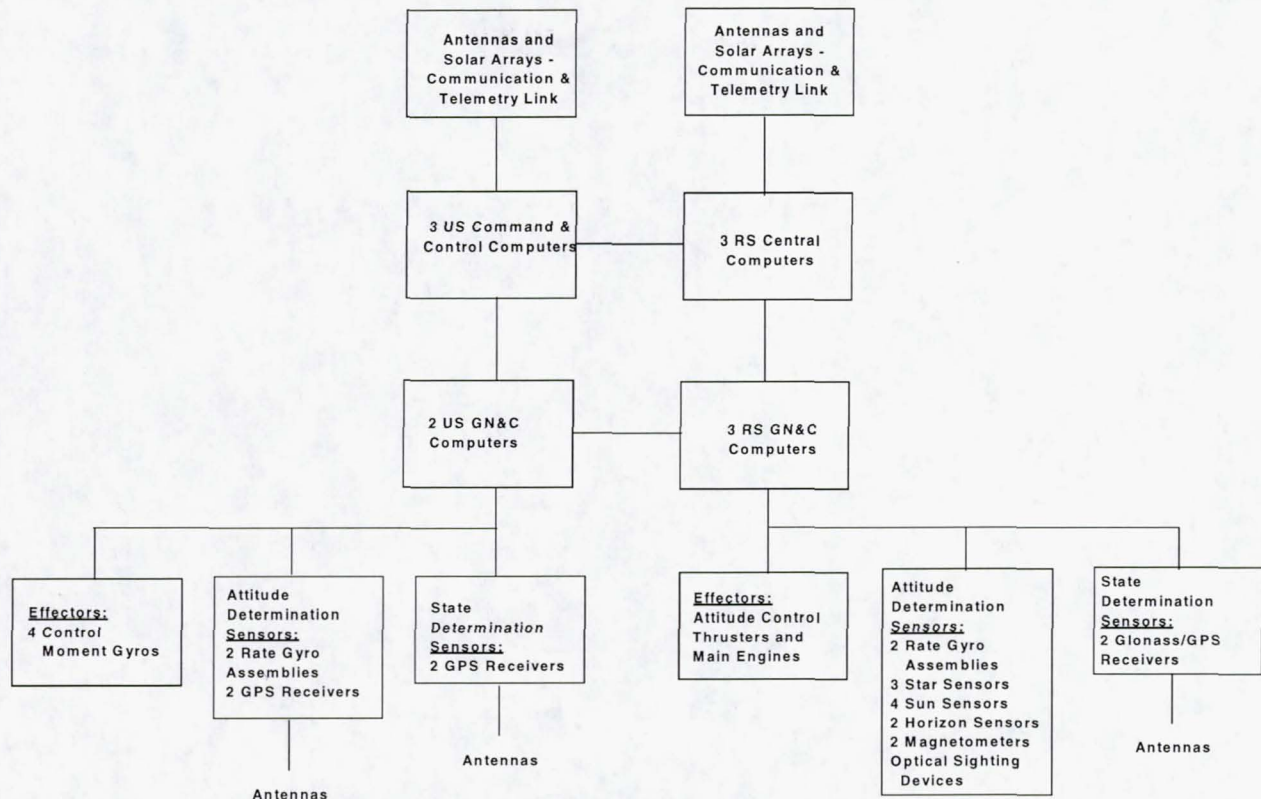 Antennas and
Solar Arrays -
Communication &
Telemetry Link
Antennas and
Solar Arrays -
Communication &
Telemetry Link
3 US Command &
Control Computers
3 RS Central
Computers
2 US GN&C
Computers
3 RS GN&C
Computers
Effectors:
4 Control
Moment Gyros
Attitude
Determination
Sensors:
2 Rate Gyro
Assemblies
2 GPS Receivers
Antennas
State
Determination
Sensors:
2 GPS Receivers
Antennas
Effectors:
Attitude Control
Thrusters and
Main Engines
Attitude
Determination
Sensors:
2 Rate Gyro
Assemblies
3 Star Sensors
4 Sun Sensors
2 Horizon Sensors
2 Magnetometers
Optical Sighting
Devices
State
Determination
Sensors:
2 Glonass/GPS
Receivers
Antennas